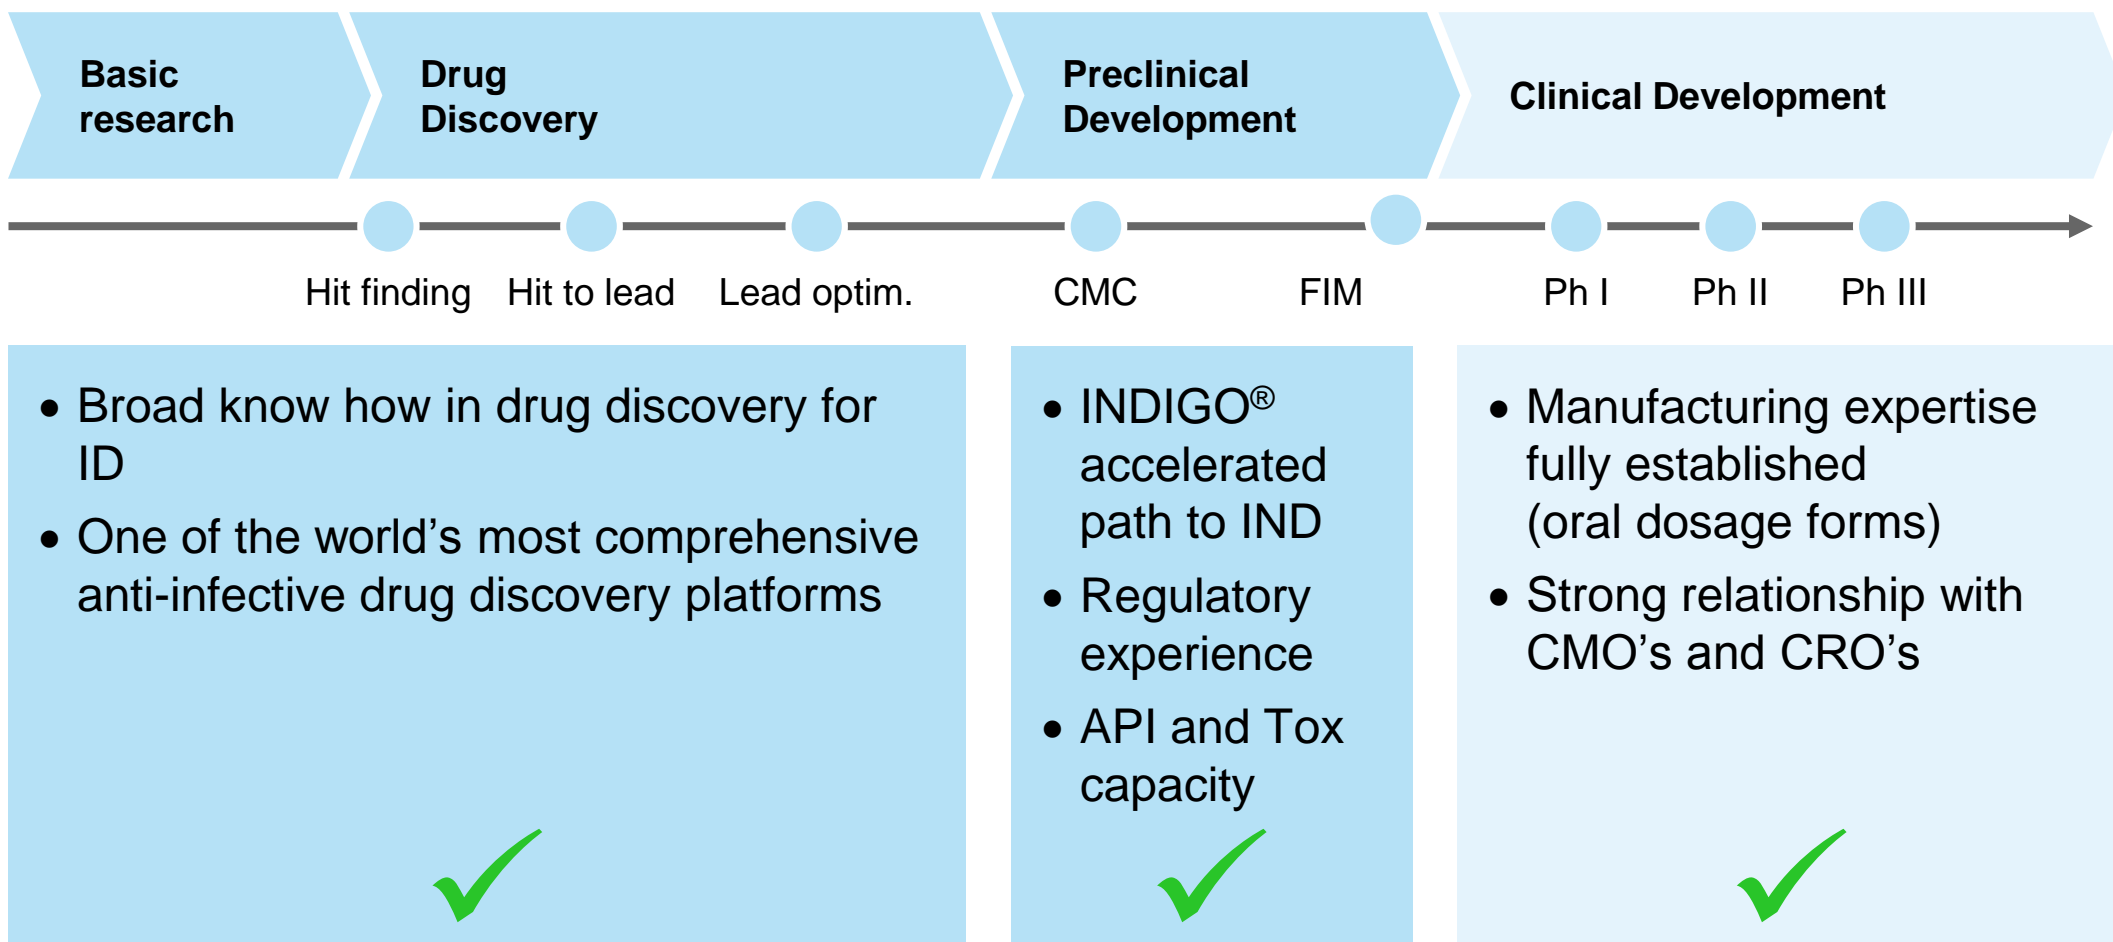 Basic
research
Drug
Discovery
Preclinical
Development
Clinical Development
Hit finding
Hit to lead
Lead optim.
CMC
FIM
Ph I
Ph II
Ph III
• Broad know how in drug discovery for
ID
• One of the world’s most comprehensive
anti-infective drug discovery platforms
• INDIGO®
accelerated
path to IND
• Regulatory
experience
• API and Tox
capacity
• Manufacturing expertise
fully established
(oral dosage forms)
• Strong relationship with
CMO’s and CRO’s